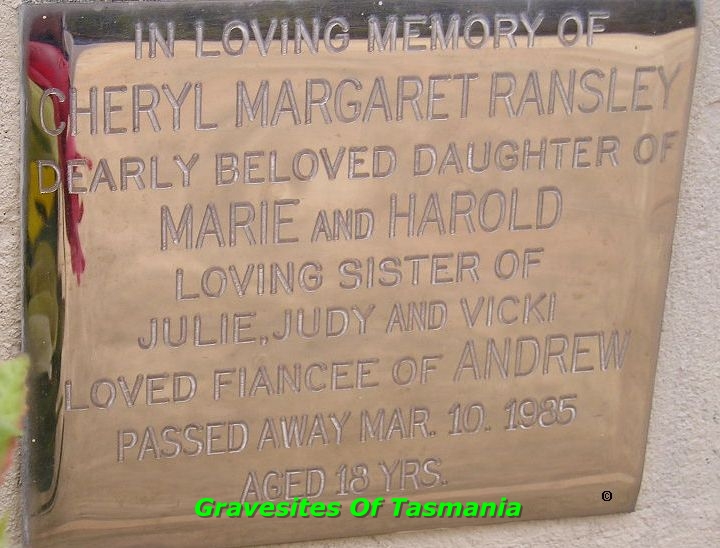 IN LOVING MEMORY OF
CHERYL MARGARET RANSLEY
DEARLY BELOVED DAUGHTER OF
MARIE AND HAROLD
LOVING SISTER OF
JULIE, JUDY AND VICKI
LOVED FIANCEE OF ANDREW
PASSED AWAY MAR. 10. 1985
AGED 18 YRS.
Gravesites Of Tasmania
©